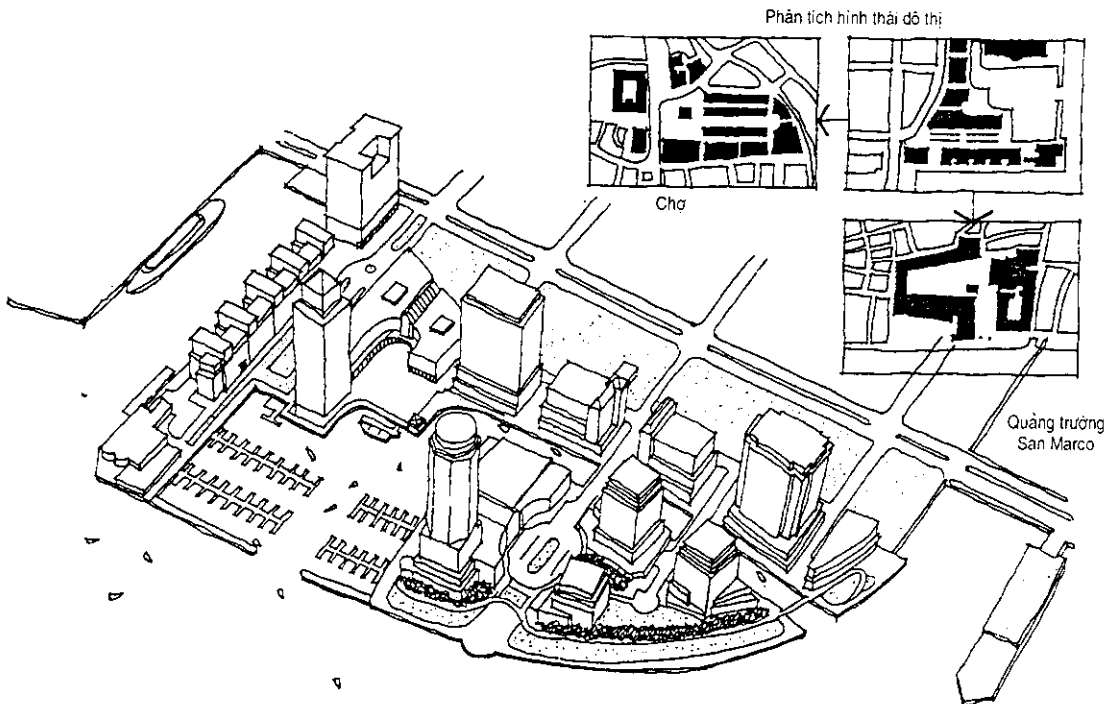 Phân tích hình thái đô thị
Chợ
Quảng trường
San Marco